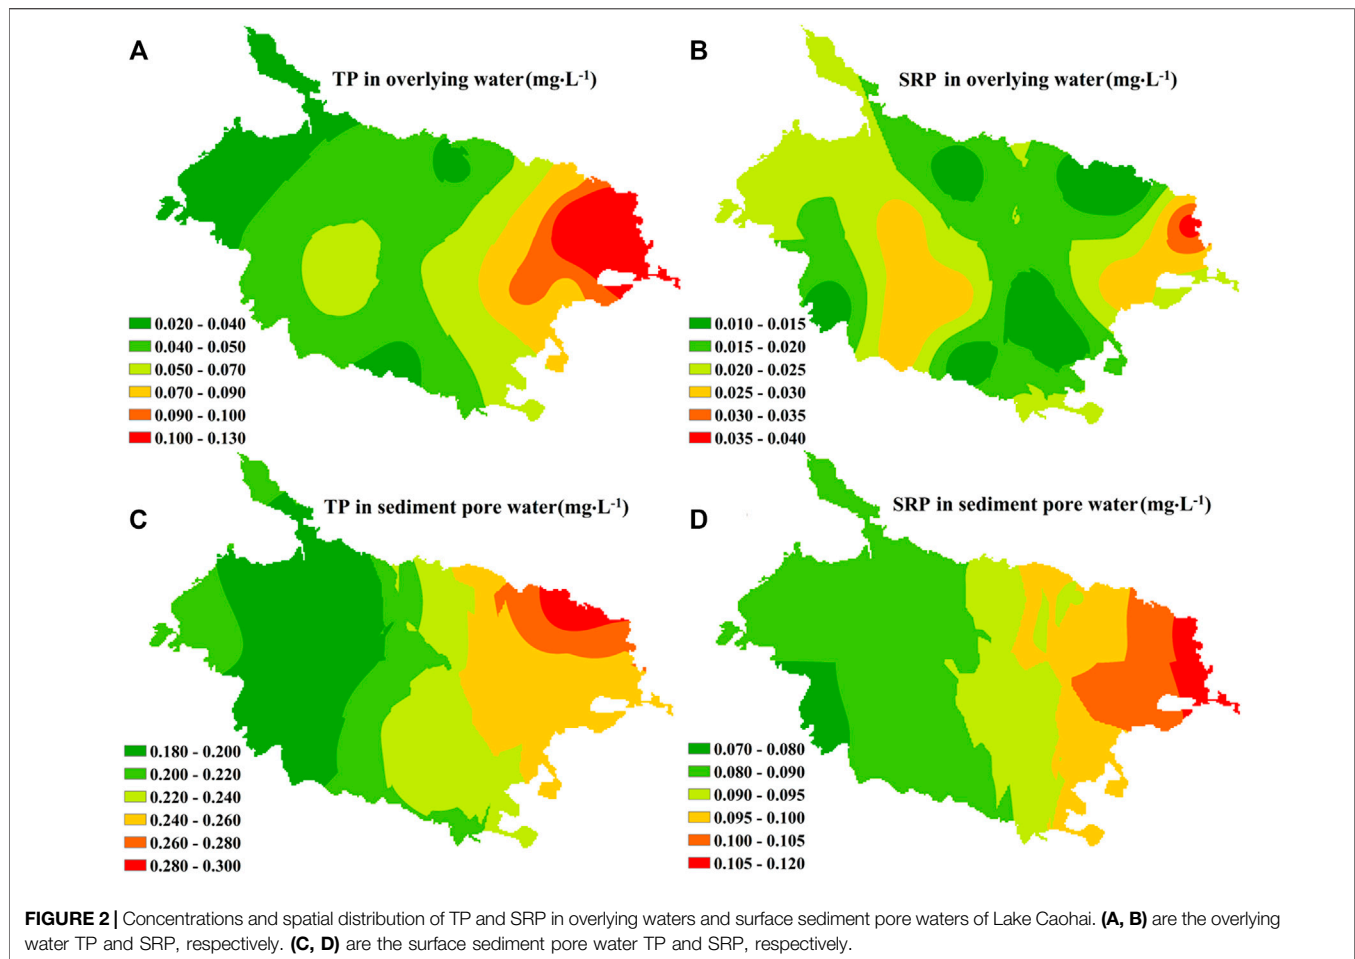 A
TP in overlying water(mg·L⁻¹)
0.020 - 0.040
0.040 - 0.050
0.050 - 0.070
0.070 - 0.090
0.090 - 0.100
0.100 - 0.130
B
SRP in overlying water(mg·L⁻¹)
0.010 - 0.015
0.015 - 0.020
0.020 - 0.025
0.025 - 0.030
0.030 - 0.035
0.035 - 0.040
C
TP in sediment pore water(mg·L⁻¹)
0.180 - 0.200
0.200 - 0.220
0.220 - 0.240
0.240 - 0.260
0.260 - 0.280
0.280 - 0.300
D
SRP in sediment pore water(mg·L⁻¹)
0.070 - 0.080
0.080 - 0.090
0.090 - 0.095
0.095 - 0.100
0.100 - 0.105
0.105 - 0.120
FIGURE 2 | Concentrations and spatial distribution of TP and SRP in overlying waters and surface sediment pore waters of Lake Caohai. (A, B) are the overlying
water TP and SRP, respectively. (C, D) are the surface sediment pore water TP and SRP, respectively.